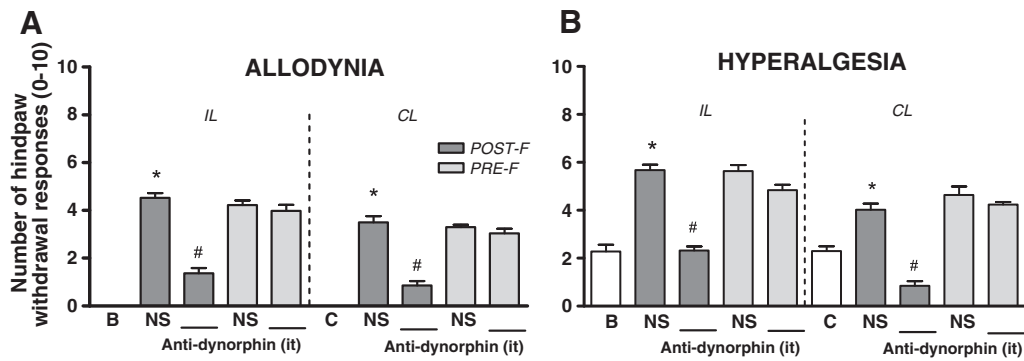 A
ALLODYNIA
Number of hindpaw
withdrawal responses (0-10)
10
8
6
4
2
0
IL
CL
*
#
*
#
POST-F
PRE-F
B NS NS C NS NS
Anti-dynorphin (it) Anti-dynorphin (it)
B
HYPERALGESIA
10
8
6
4
2
0
IL
CL
*
#
*
#
B NS NS C NS NS
Anti-dynorphin (it) Anti-dynorphin (it)